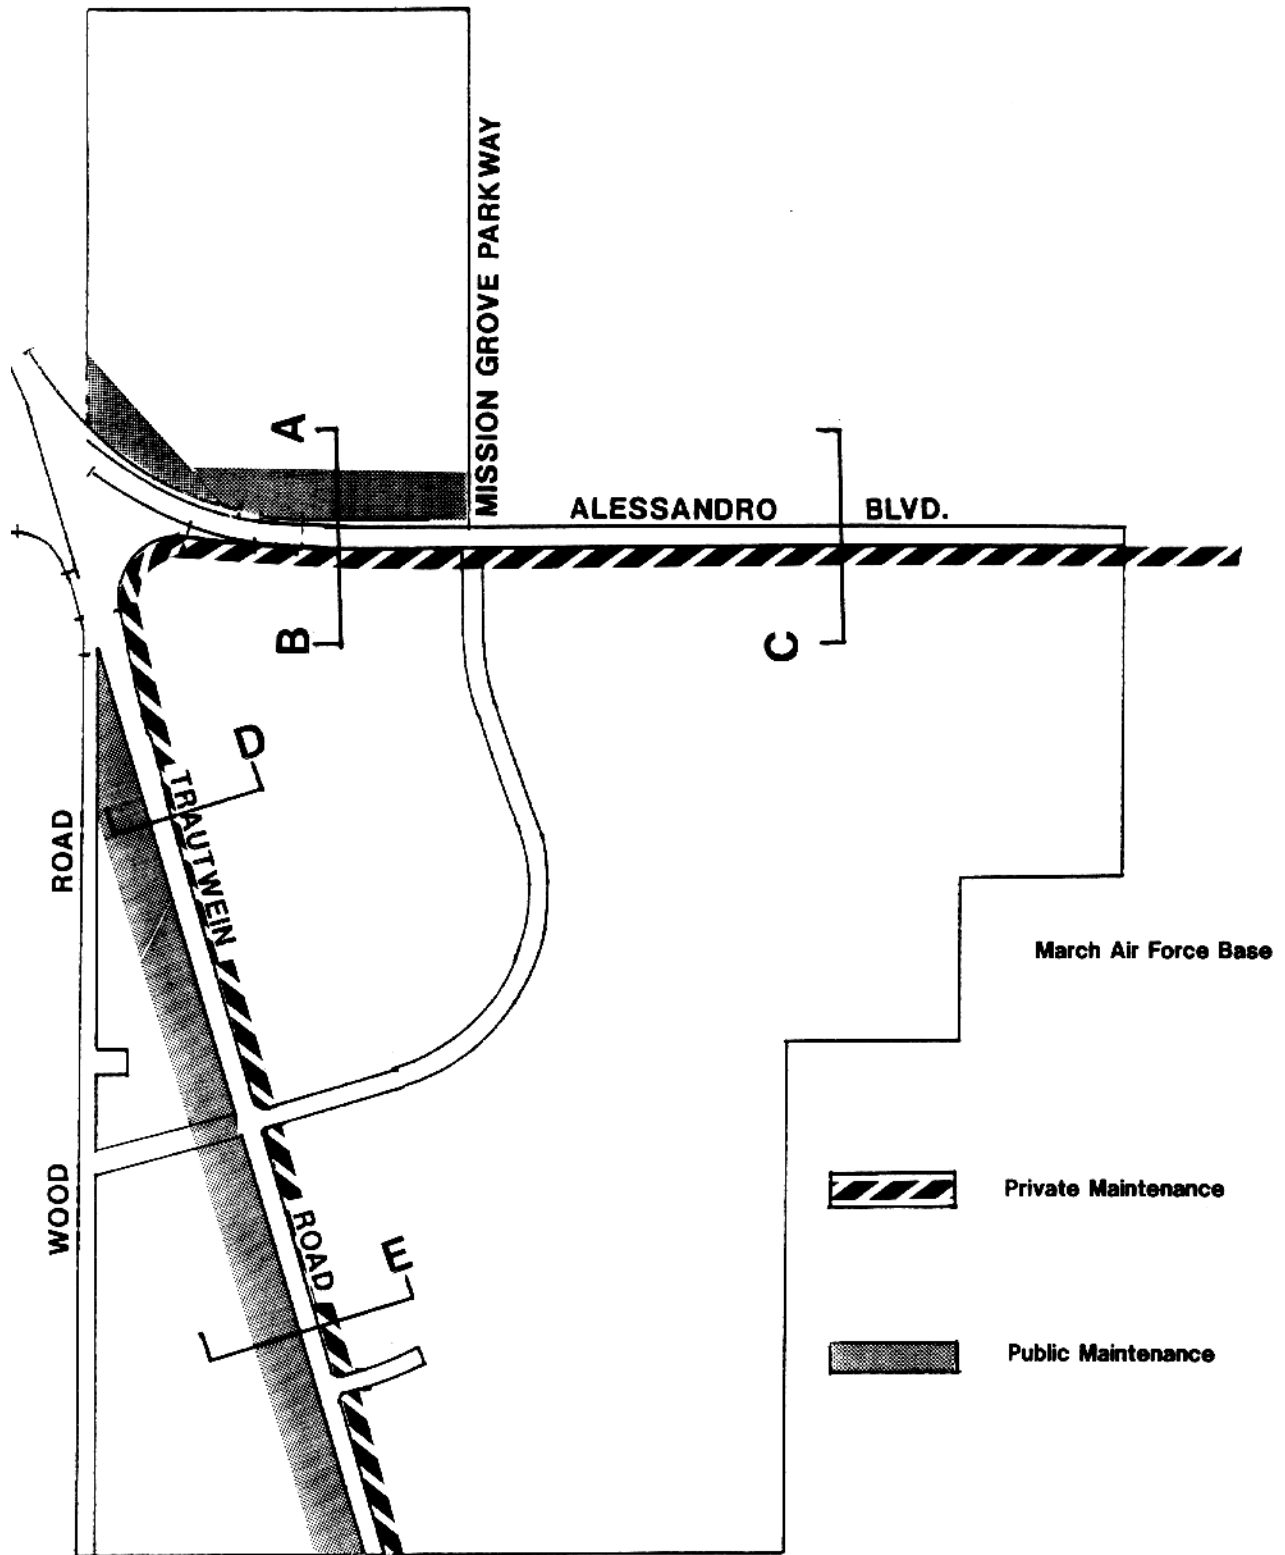 MISSION GROVE PARKWAY
A
ALESSANDRO BLVD.
B
C
D
TRAUTWEIN
ROAD
March Air Force Base
WOOD
Private Maintenance
ROAD
E
Public Maintenance